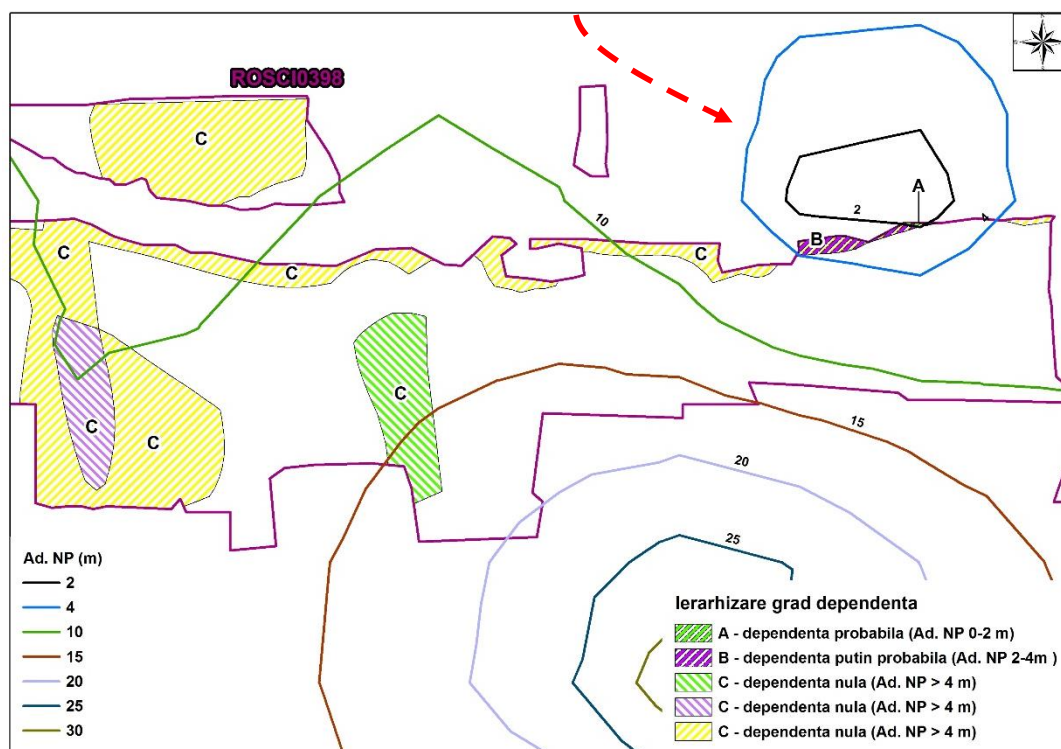 ROSCI0398
C
A
2
4
B
10
C
C
C
C
C
C
15
20
25
Ad. NP (m)
2
4
10
15
20
25
30
Ierarhizare grad dependenta
A - dependenta probabila (Ad. NP 0-2 m)
B - dependenta putin probabila (Ad. NP 2-4m )
C - dependenta nula (Ad. NP > 4 m)
C - dependenta nula (Ad. NP > 4 m)
C - dependenta nula (Ad. NP > 4 m)